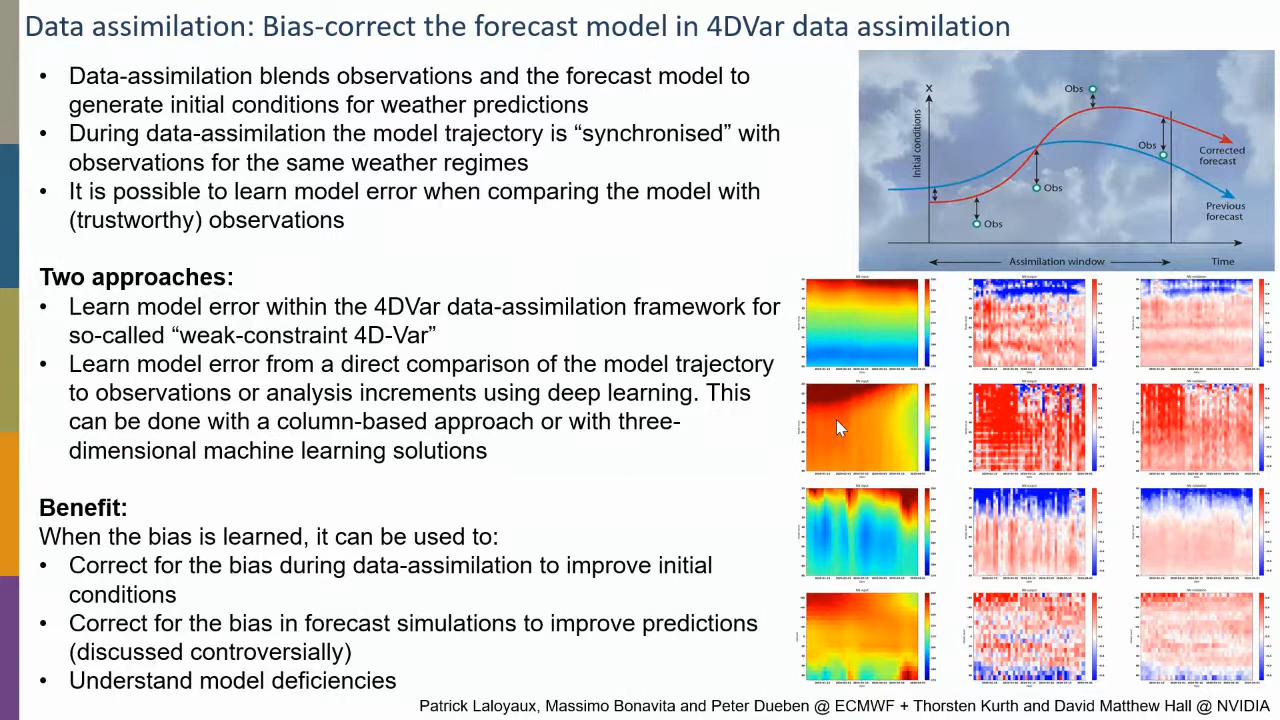 Data assimilation: Bias-correct the forecast model in 4DVar data assimilation
• Data-assimilation blends observations and the forecast model to
generate initial conditions for weather predictions
• During data-assimilation the model trajectory is “synchronised” with
observations for the same weather regimes
• It is possible to learn model error when comparing the model with
(trustworthy) observations
Two approaches:
• Learn model error within the 4DVar data-assimilation framework for
so-called “weak-constraint 4D-Var”
• Learn model error from a direct comparison of the model trajectory
to observations or analysis increments using deep learning. This
can be done with a column-based approach or with three-
dimensional machine learning solutions
Benefit:
When the bias is learned, it can be used to:
• Correct for the bias during data-assimilation to improve initial
conditions
• Correct for the bias in forecast simulations to improve predictions
(discussed controversially)
• Understand model deficiencies
X
Initial conditions
Obs
Obs
Obs
Obs
Corrected
forecast
Previous
forecast
Assimilation window
Time
Patrick Laloyaux, Massimo Bonavita and Peter Dueben @ ECMWF + Thorsten Kurth and David Matthew Hall @ NVIDIA